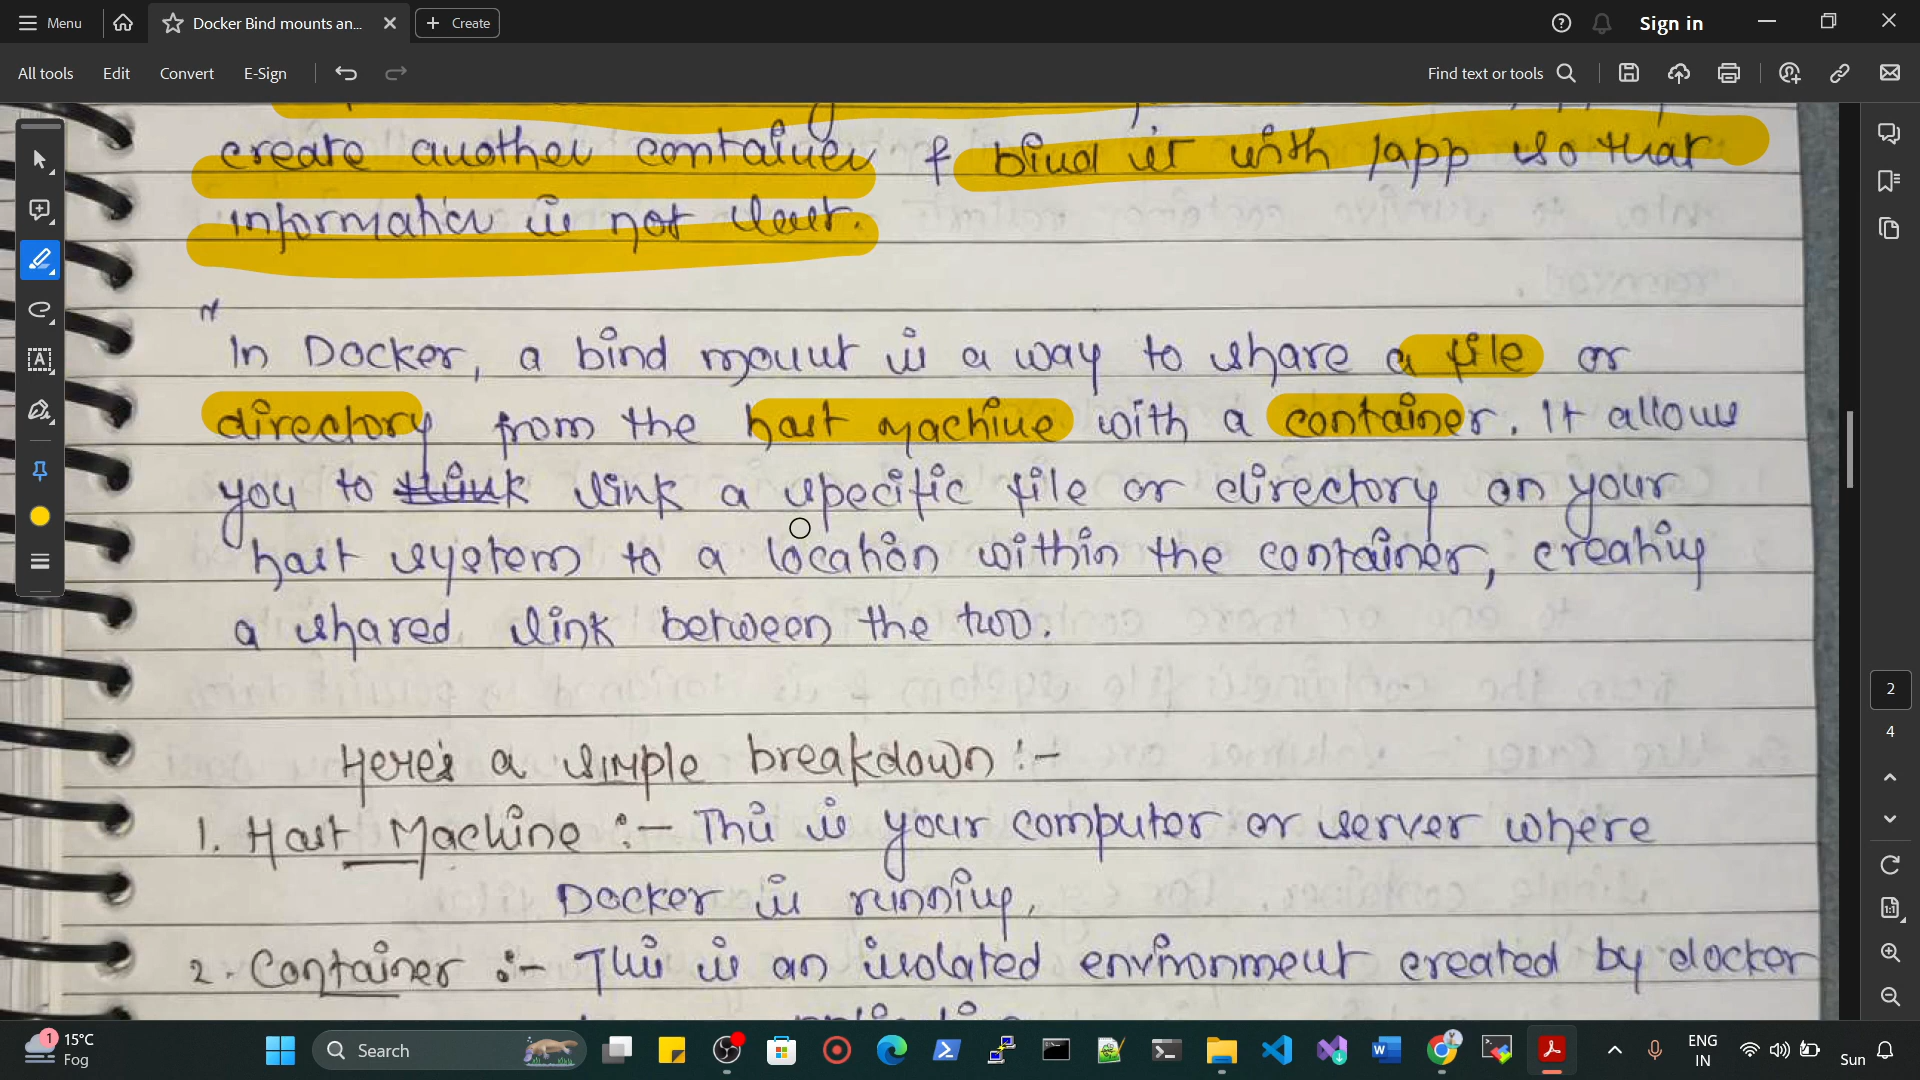 Menu
Docker Bind mounts an...
Create
Sign in
All tools Edit Convert E-Sign
Find text or tools
create another container & bind it with /app so that
information is not lost.
In Docker, a bind mount is a way to share a file or
directory from the host machine with a container. It allows
you to think link a specific file or directory on your
host system to a location within the container, creating
a shared link between the two.
Here's a simple breakdown :-
1. Host Machine :- This is your computer or server where
Docker is running.
2. Container :- This is an isolated environment created by docker
2
4
1
15°C
Fog
Search
ENG
IN
Sun